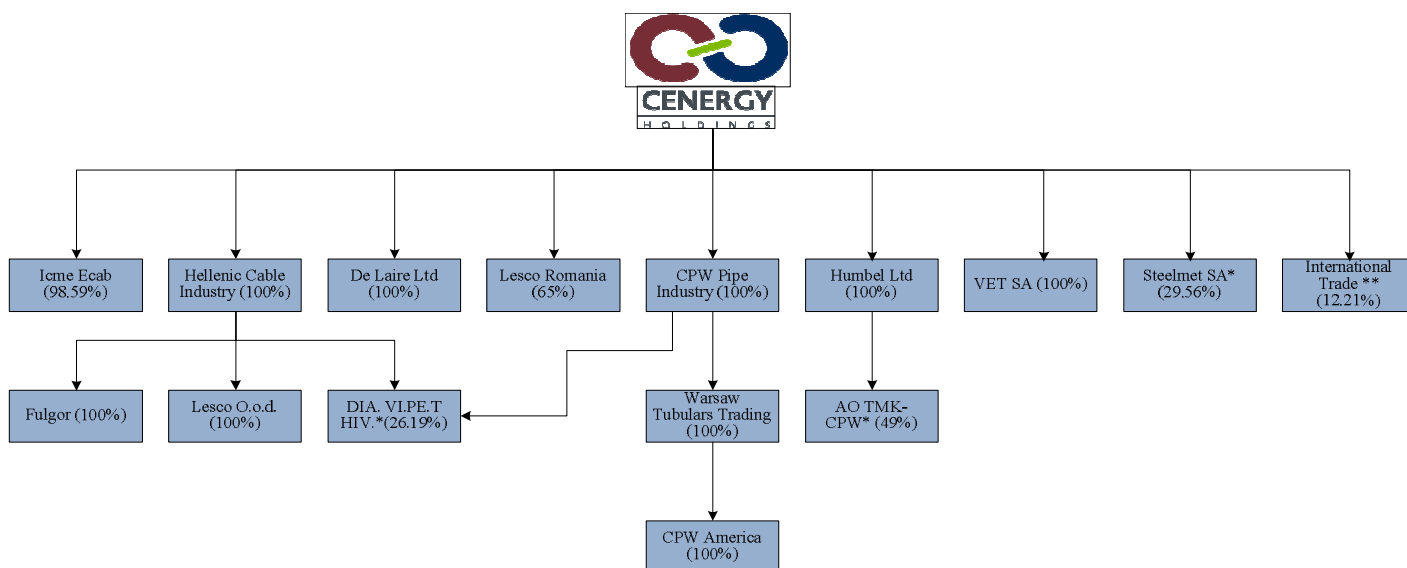 CENERGY
HOLDINGS
Icme Ecab
(98.59%)
Hellenic Cable
Industry (100%)
De Laire Ltd
(100%)
Lesco Romania
(65%)
CPW Pipe
Industry (100%)
Humbel Ltd
(100%)
VET SA (100%)
Steelmet SA*
(29.56%)
International
Trade **
(12.21%)
Fulgor (100%)
Lesco O.o.d.
(100%)
DIA. VI.PE.T
HIV.*(26.19%)
Warsaw
Tubulars Trading
(100%)
AO TMK-
CPW* (49%)
CPW America
(100%)